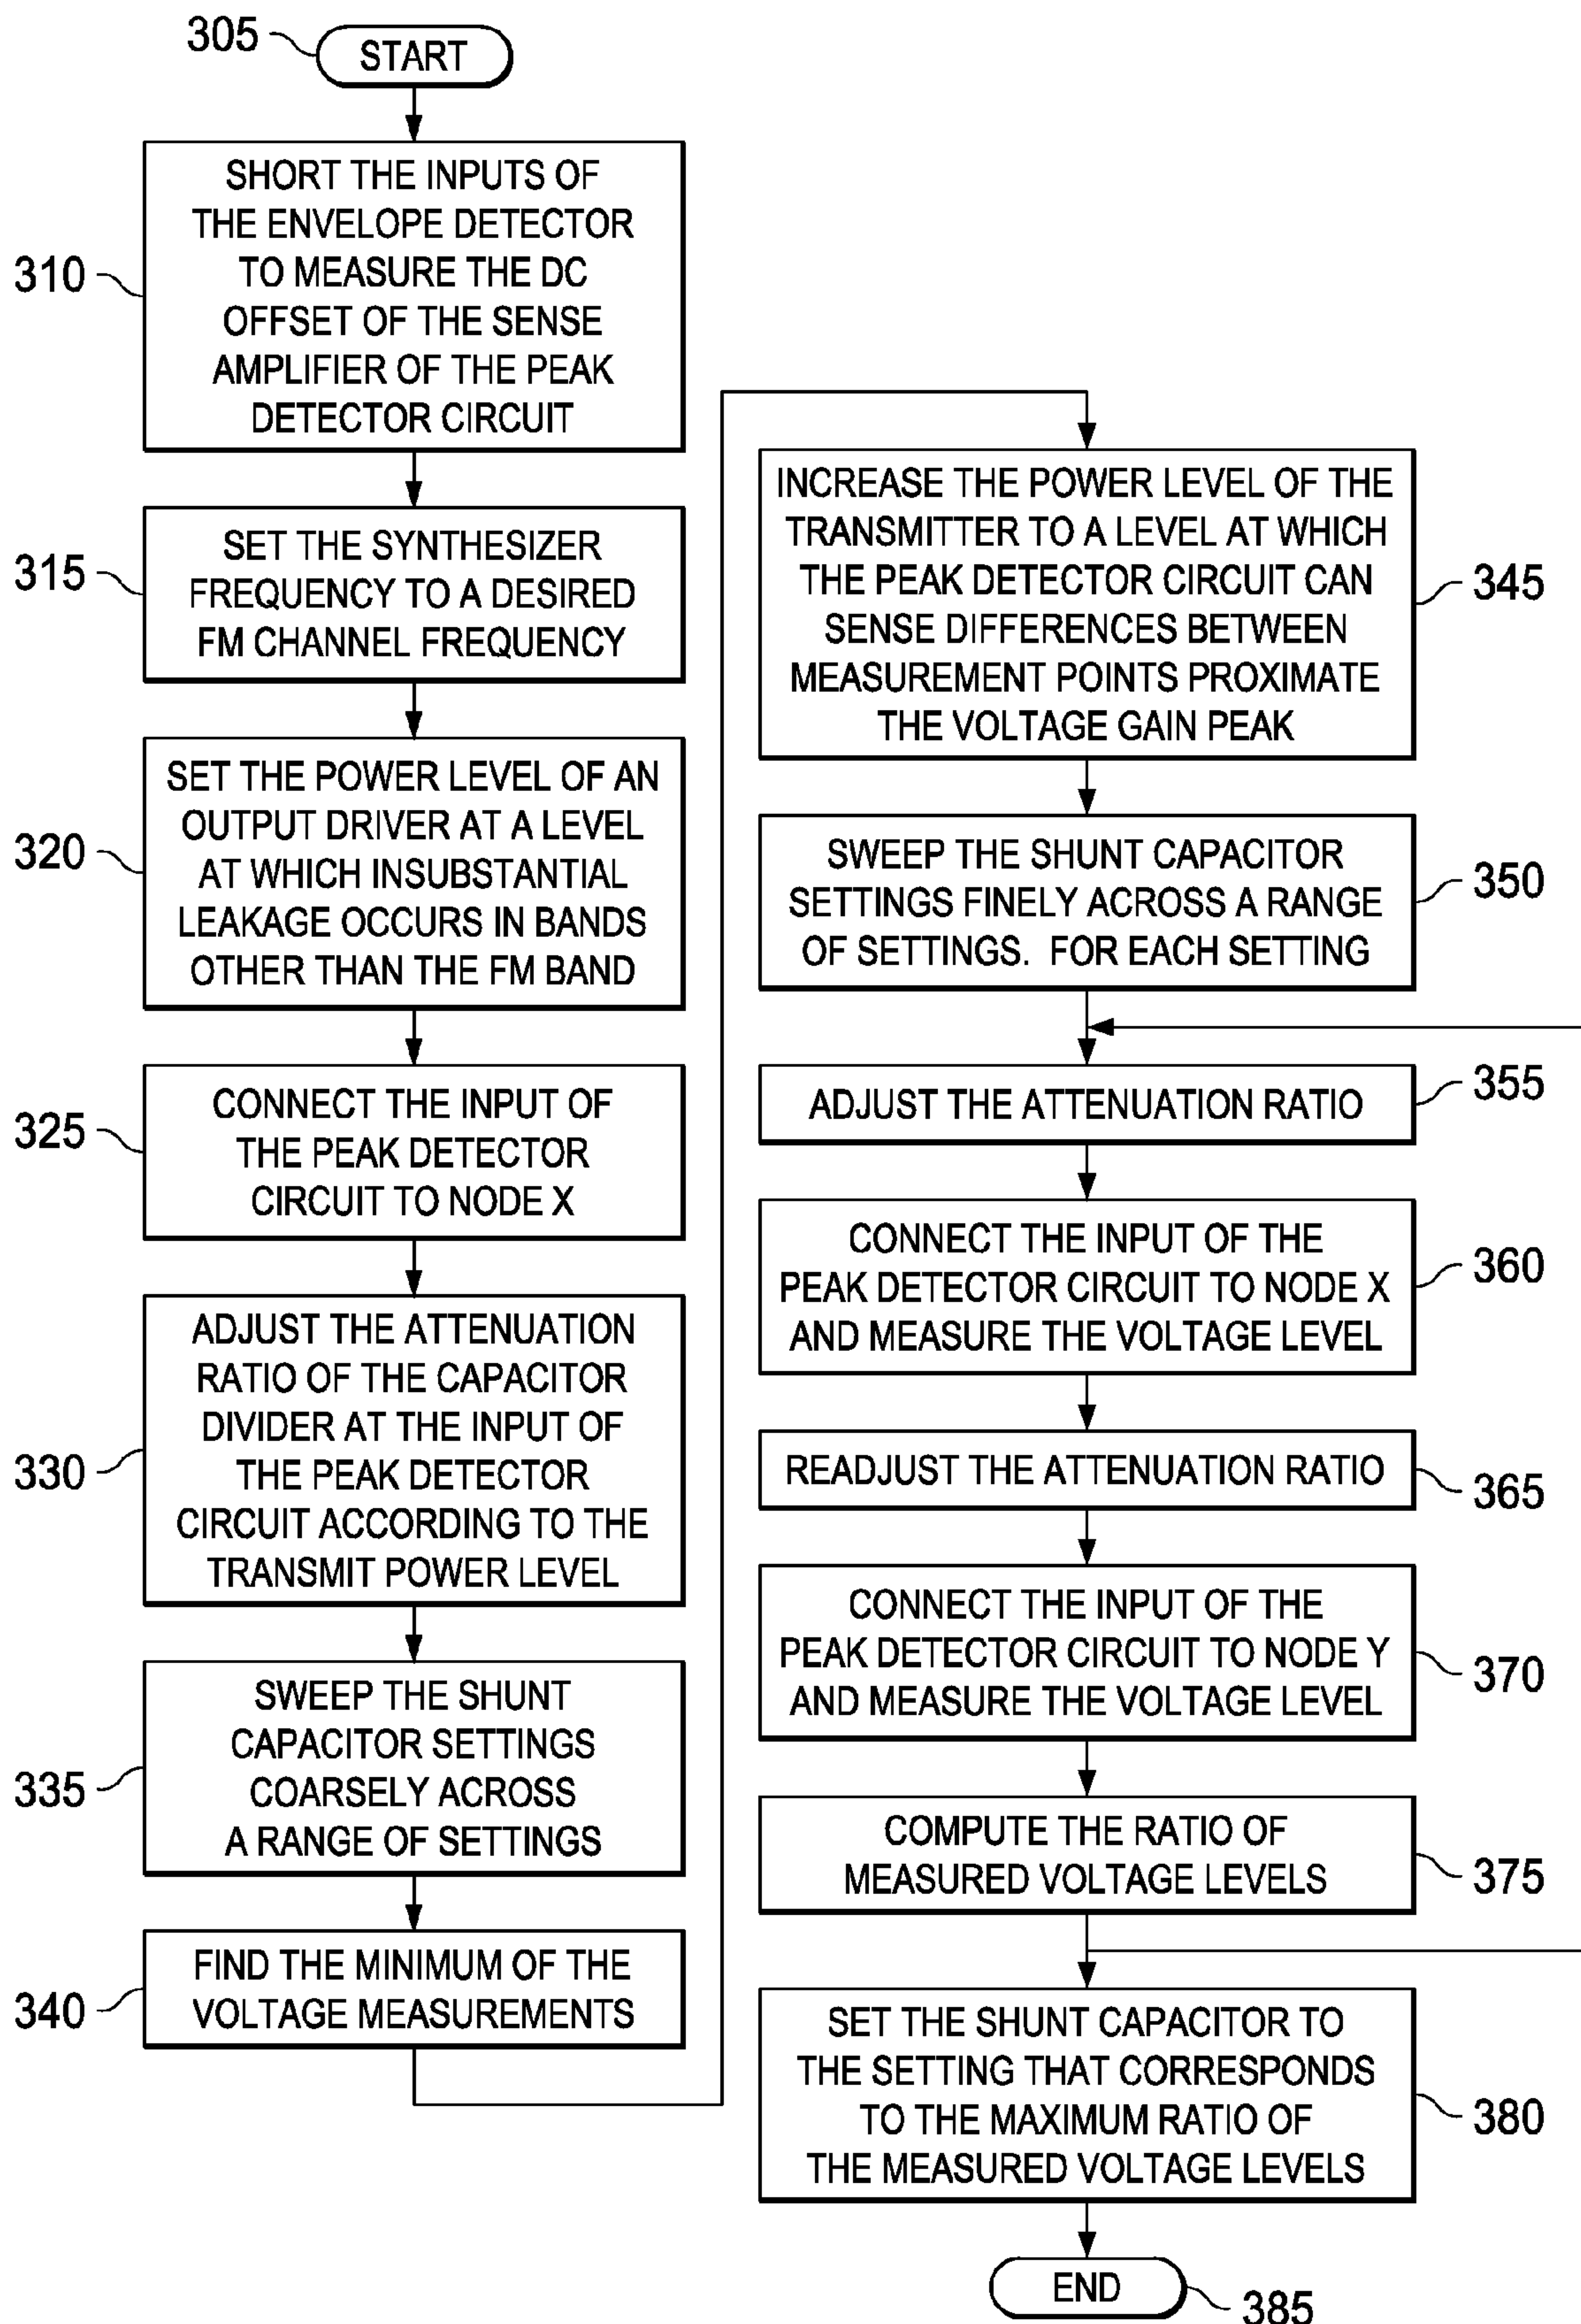 305
START
310
SHORT THE INPUTS OF
THE ENVELOPE DETECTOR
TO MEASURE THE DC
OFFSET OF THE SENSE
AMPLIFIER OF THE PEAK
DETECTOR CIRCUIT
315
SET THE SYNTHESIZER
FREQUENCY TO A DESIRED
FM CHANNEL FREQUENCY
320
SET THE POWER LEVEL OF AN
OUTPUT DRIVER AT A LEVEL
AT WHICH INSUBSTANTIAL
LEAKAGE OCCURS IN BANDS
OTHER THAN THE FM BAND
325
CONNECT THE INPUT OF
THE PEAK DETECTOR
CIRCUIT TO NODE X
330
ADJUST THE ATTENUATION
RATIO OF THE CAPACITOR
DIVIDER AT THE INPUT OF
THE PEAK DETECTOR
CIRCUIT ACCORDING TO THE
TRANSMIT POWER LEVEL
335
SWEEP THE SHUNT
CAPACITOR SETTINGS
COARSELY ACROSS
A RANGE OF SETTINGS
340
FIND THE MINIMUM OF THE
VOLTAGE MEASUREMENTS
INCREASE THE POWER LEVEL OF THE
TRANSMITTER TO A LEVEL AT WHICH
THE PEAK DETECTOR CIRCUIT CAN
SENSE DIFFERENCES BETWEEN
MEASUREMENT POINTS PROXIMATE
THE VOLTAGE GAIN PEAK
345
SWEEP THE SHUNT CAPACITOR
SETTINGS FINELY ACROSS A RANGE
OF SETTINGS. FOR EACH SETTING
350
ADJUST THE ATTENUATION RATIO
355
CONNECT THE INPUT OF THE
PEAK DETECTOR CIRCUIT TO NODE X
AND MEASURE THE VOLTAGE LEVEL
360
READJUST THE ATTENUATION RATIO
365
CONNECT THE INPUT OF THE
PEAK DETECTOR CIRCUIT TO NODE Y
AND MEASURE THE VOLTAGE LEVEL
370
COMPUTE THE RATIO OF
MEASURED VOLTAGE LEVELS
375
SET THE SHUNT CAPACITOR TO
THE SETTING THAT CORRESPONDS
TO THE MAXIMUM RATIO OF
THE MEASURED VOLTAGE LEVELS
380
END
385